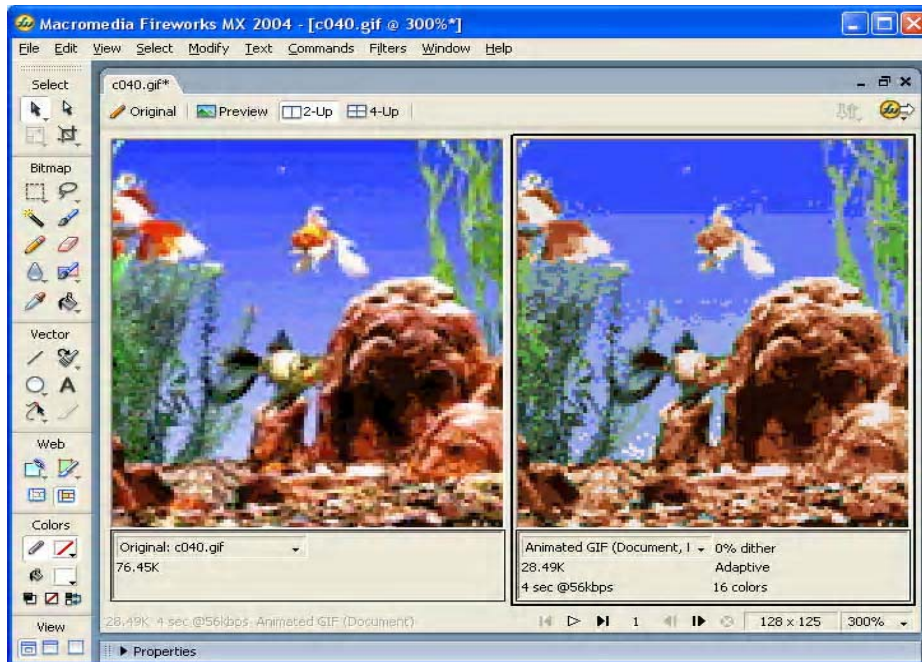 Macromedia Fireworks MX 2004 - [c040.gif @ 300%*]
File Edit View Select Modify Text Commands Filters Window Help
Select
c040.gif*
Original Preview 2-Up 4-Up
Bitmap
Vector
A
Web
Colors
Original: c040.gif
76.45K
Animated GIF (Document, 0% dither
28.49K Adaptive
4 sec @56kbps 16 colors
View
28.49K 4 sec @56kbps Animated GIF (Document)
1 128 x 125 300%
Properties